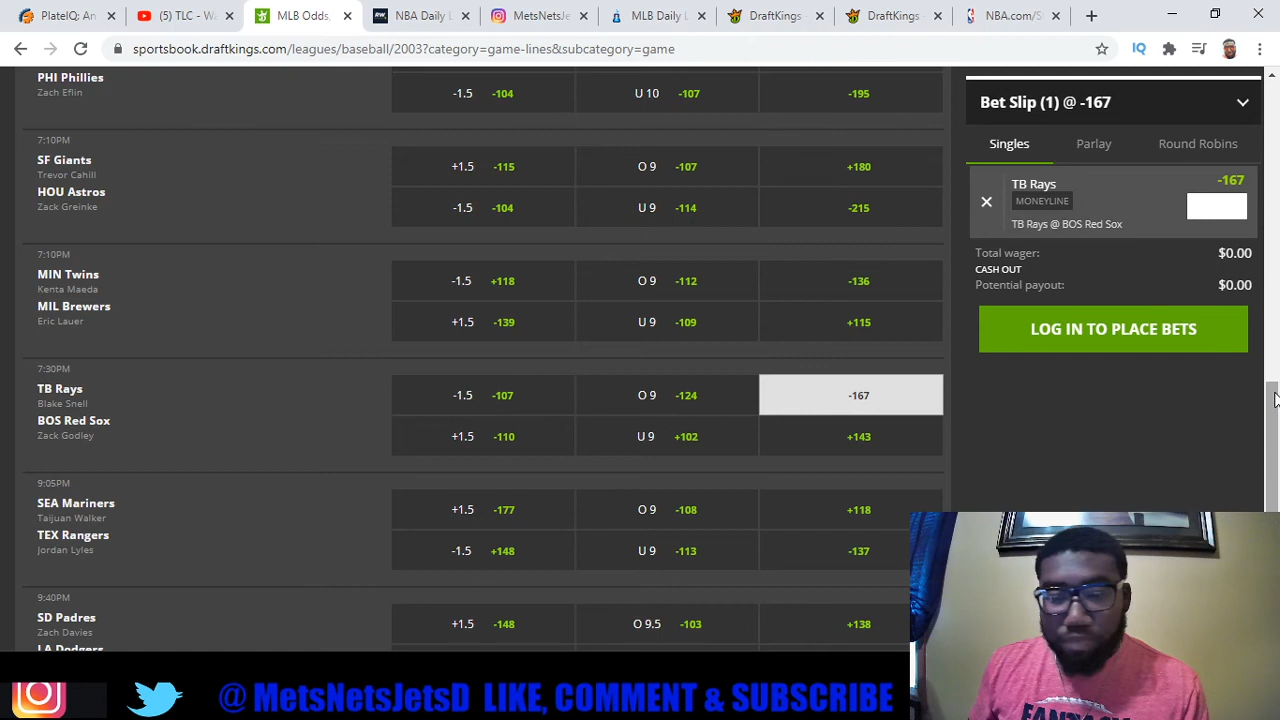 PlateIQ: An
(5) TLC - Wa
MLB Odds,
NBA Daily L
MetsNetsJe
MLB Daily L
DraftKings
DraftKings
NBA.com/S
sportsbook.draftkings.com/leagues/baseball/2003?category=game-lines&subcategory=game
IQ
PHI Phillies
Zach Eflin
-1.5 -104 U 10 -107 -195
7:10PM
SF Giants
Trevor Cahill
+1.5 -115 O 9 -107 +180
HOU Astros
Zack Greinke
-1.5 -104 U 9 -114 -215
7:10PM
MIN Twins
Kenta Maeda
-1.5 +118 O 9 -112 -136
MIL Brewers
Eric Lauer
+1.5 -139 U 9 -109 +115
7:30PM
TB Rays
Blake Snell
-1.5 -107 O 9 -124 -167
BOS Red Sox
Zack Godley
+1.5 -110 U 9 +102 +143
9:05PM
SEA Mariners
Taijuan Walker
+1.5 -177 O 9 -108 +118
TEX Rangers
Jordan Lyles
-1.5 +148 U 9 -113 -137
9:40PM
SD Padres
Zach Davies
+1.5 -148 O 9.5 -103 +138
LA Dodgers
Bet Slip (1) @ -167
Singles Parlay Round Robins
TB Rays -167
MONEYLINE
TB Rays @ BOS Red Sox
Total wager: $0.00
CASH OUT
Potential payout: $0.00
LOG IN TO PLACE BETS
@ MetsNetsJetsD LIKE, COMMENT & SUBSCRIBE